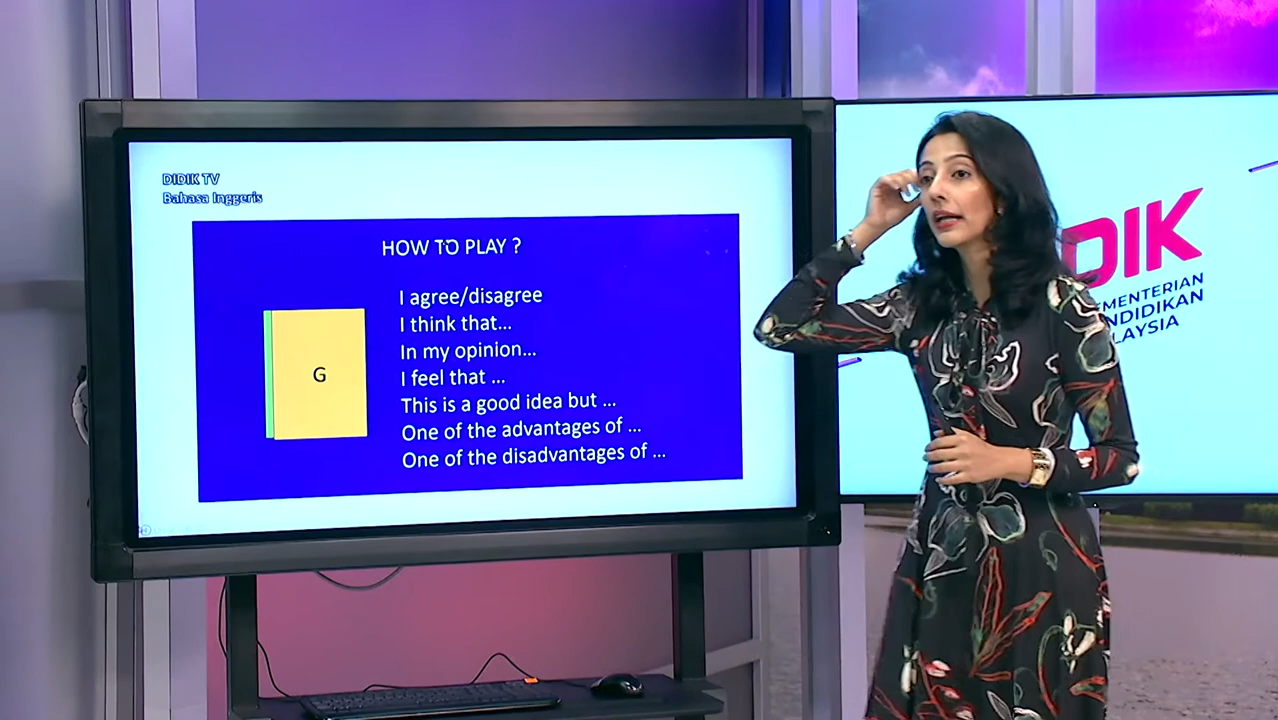 DIDIK TV
Bahasa Inggeris
HOW TO PLAY ?
I agree/disagree
I think that...
In my opinion...
I feel that ...
This is a good idea but ...
One of the advantages of ...
One of the disadvantages of ...
G
DIK
EMENTERIAN
NDIDIKAN
LAYSIA